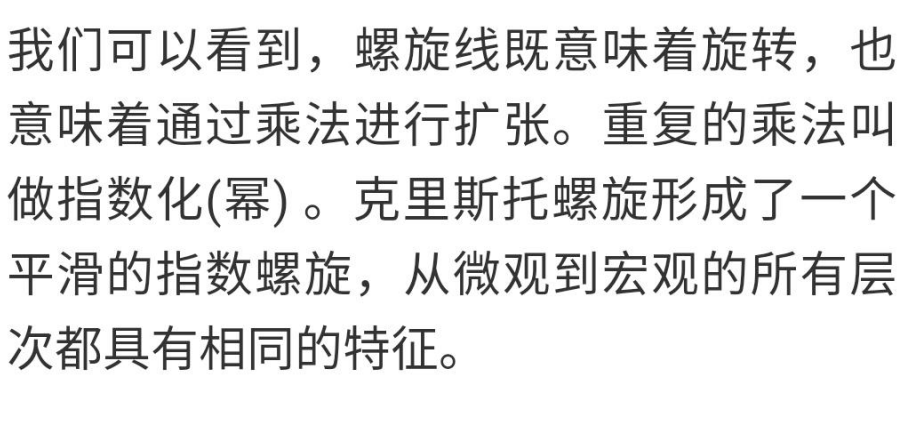 我们可以看到，螺旋线既意味着旋转，也
意味着通过乘法进行扩张。重复的乘法叫
做指数化(幂) 。克里斯托螺旋形成了一个
平滑的指数螺旋，从微观到宏观的所有层
次都具有相同的特征。